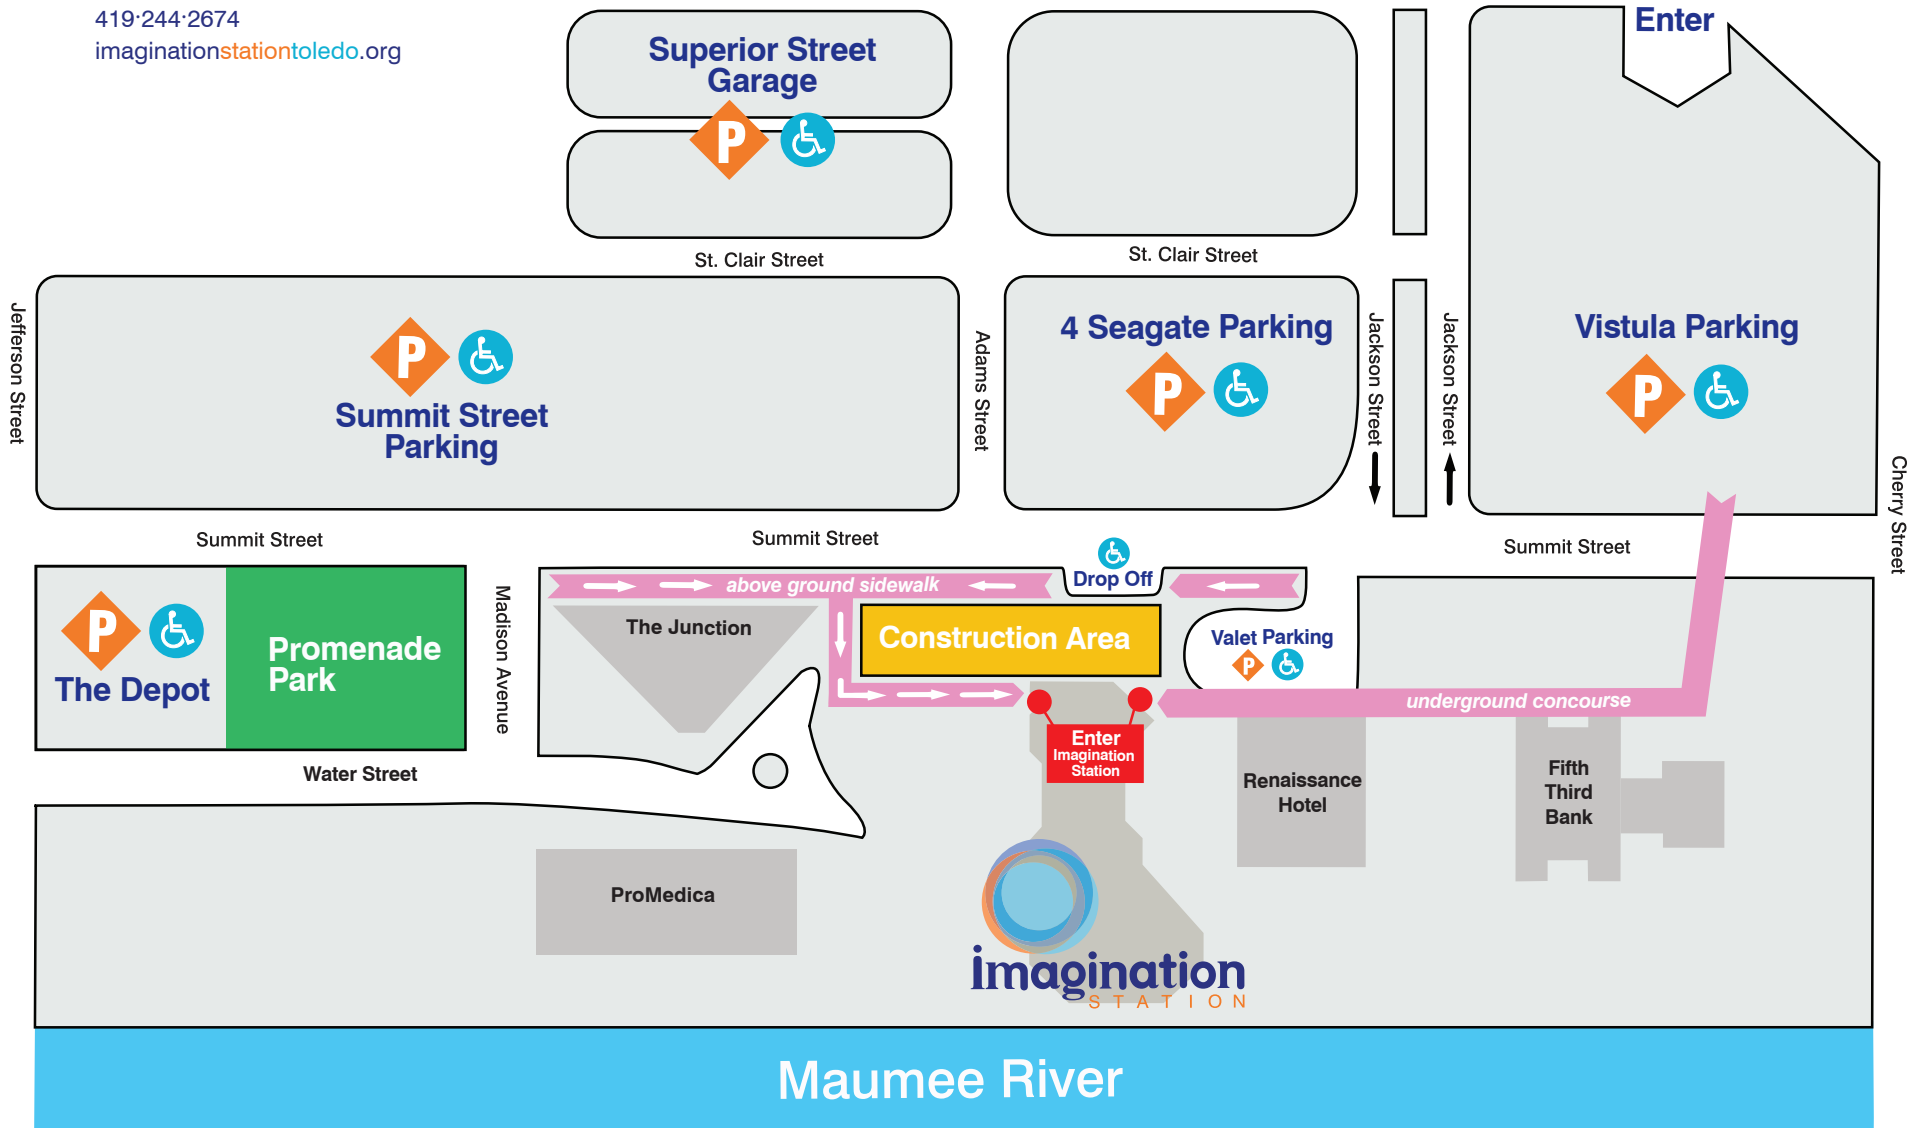 419·244·2674
imaginationstationtoledo.org
Enter
Superior Street
Garage
P
St. Clair Street
St. Clair Street
Jefferson Street
P
Summit Street
Parking
Adams Street
4 Seagate Parking
P
Jackson Street
Jackson Street
Vistula Parking
P
Cherry Street
Summit Street
Summit Street
Summit Street
P
The Depot
Promenade
Park
Madison Avenue
Water Street
above ground sidewalk
Drop Off
The Junction
Construction Area
Valet Parking
P
underground concourse
Enter
Imagination
Station
Renaissance
Hotel
Fifth
Third
Bank
ProMedica
imagination
STATION
Maumee River